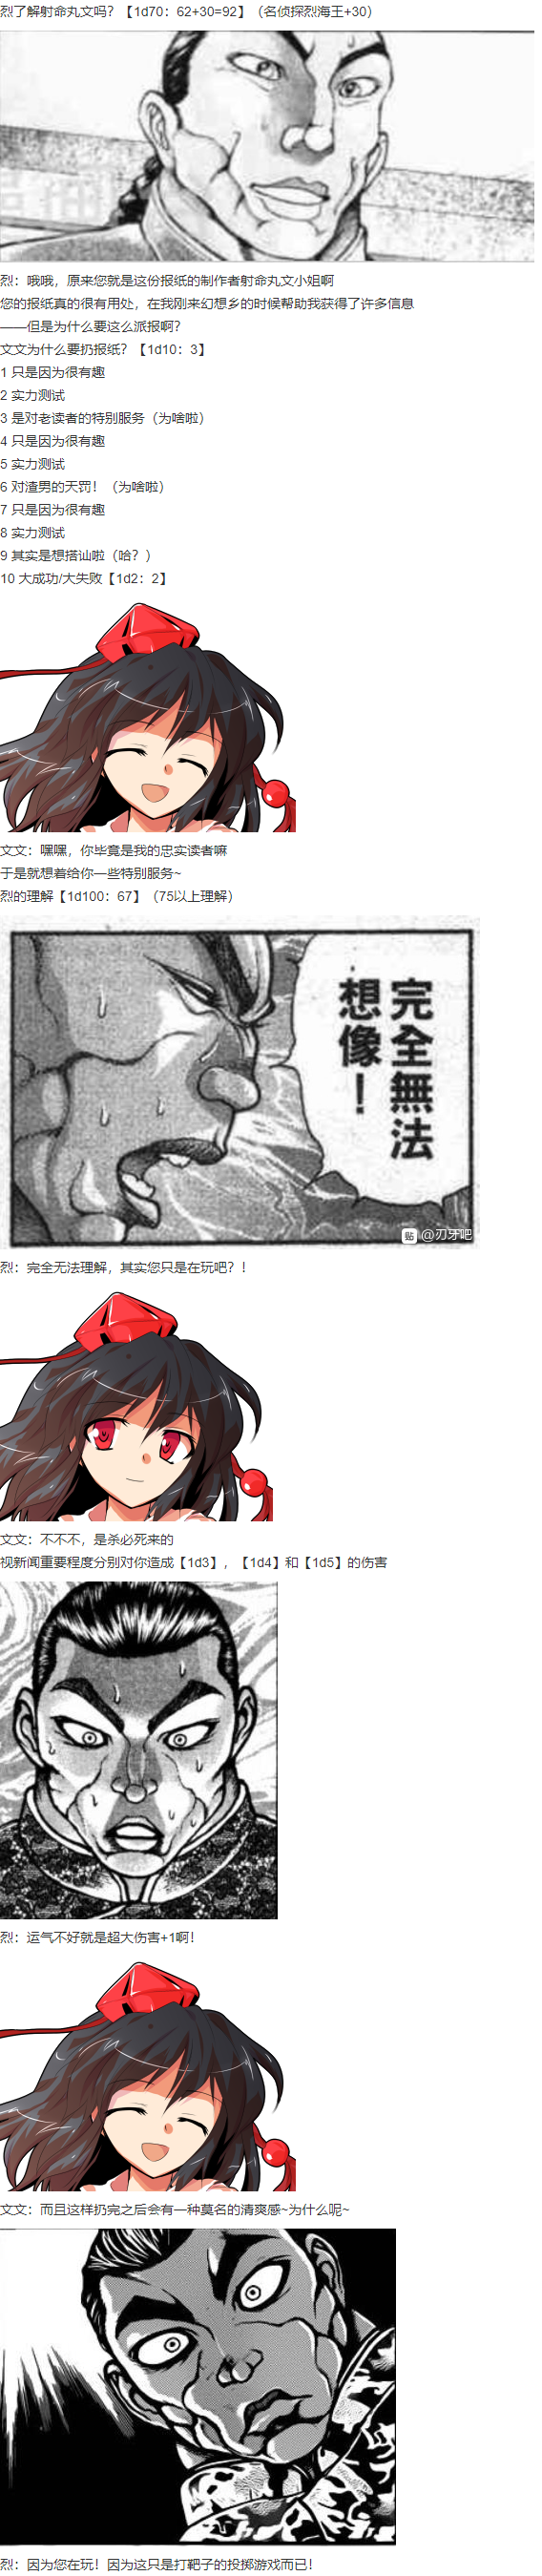 烈了解射命丸文吗？【1d70：62+30=92】（名侦探烈海王+30）
烈：哦哦，原来您就是这份报纸的制作者射命丸文小姐啊
您的报纸真的很有用处，在我刚来幻想乡的时候帮助我获得了许多信息
——但是为什么要这么派报啊？
文文为什么要扔报纸？【1d10：3】
1 只是因为很有趣
2 实力测试
3 是对老读者的特别服务（为啥啦）
4 只是因为很有趣
5 实力测试
6 对渣男的天罚！（为啥啦）
7 只是因为很有趣
8 实力测试
9 其实是想搭讪啦（哈？）
10 大成功/大失败【1d2：2】
文文：嘿嘿，你毕竟是我的忠实读者嘛
于是就想着给你一些特别服务~
烈的理解【1d100：67】（75以上理解）
完全無法
想像！
贴 @刃牙吧
烈：完全无法理解，其实您只是在玩吧？！
文文：不不不，是杀必死来的
视新闻重要程度分别对你造成【1d3】，【1d4】和【1d5】的伤害
烈：运气不好就是超大伤害+1啊！
文文：而且这样扔完之后会有一种莫名的清爽感~为什么呢~
烈：因为您在玩！因为这只是打靶子的投掷游戏而已！